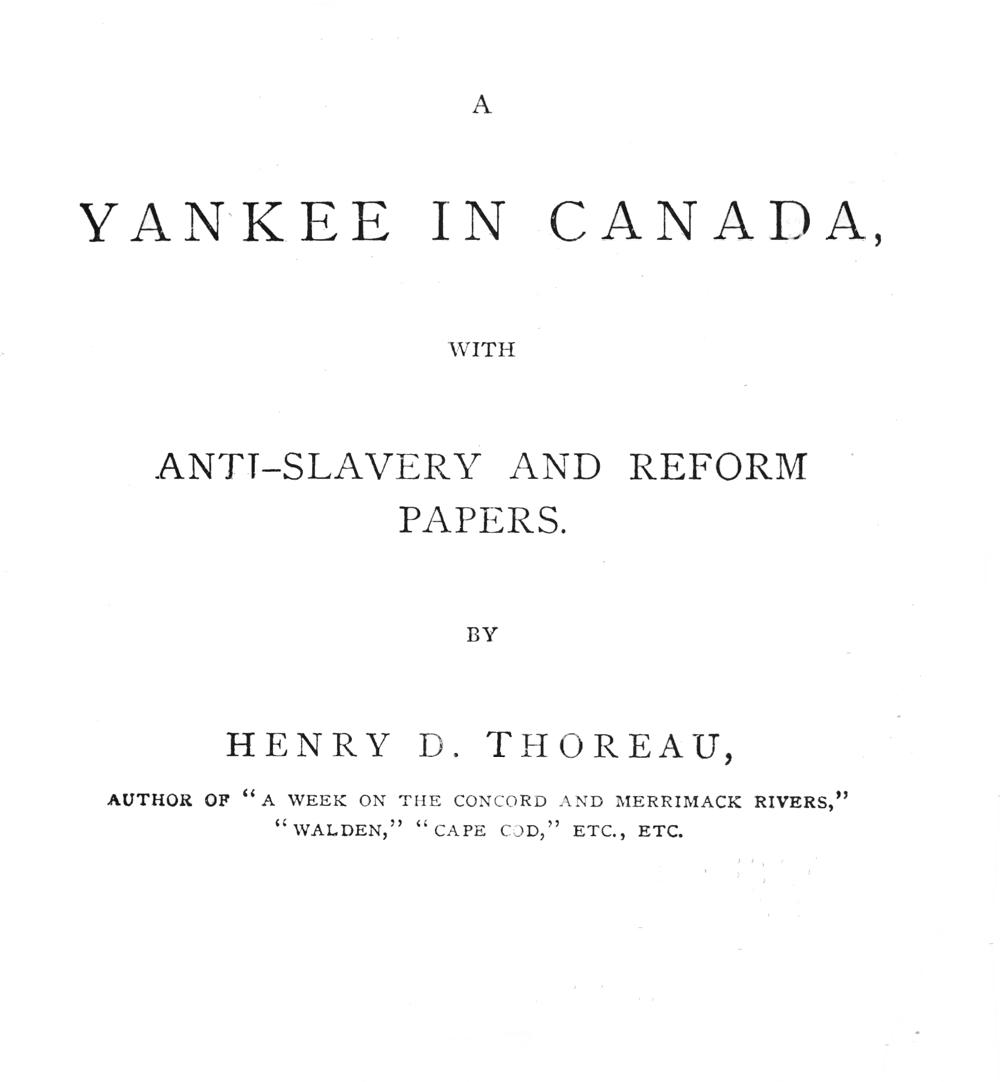 A
YANKEE IN CANADA,
WITH
ANTI-SLAVERY AND REFORM
PAPERS.
BY
HENRY D. THOREAU,
AUTHOR OF “A WEEK ON THE CONCORD AND MERRIMACK RIVERS,”
“WALDEN,” “CAPE COD,” ETC., ETC.